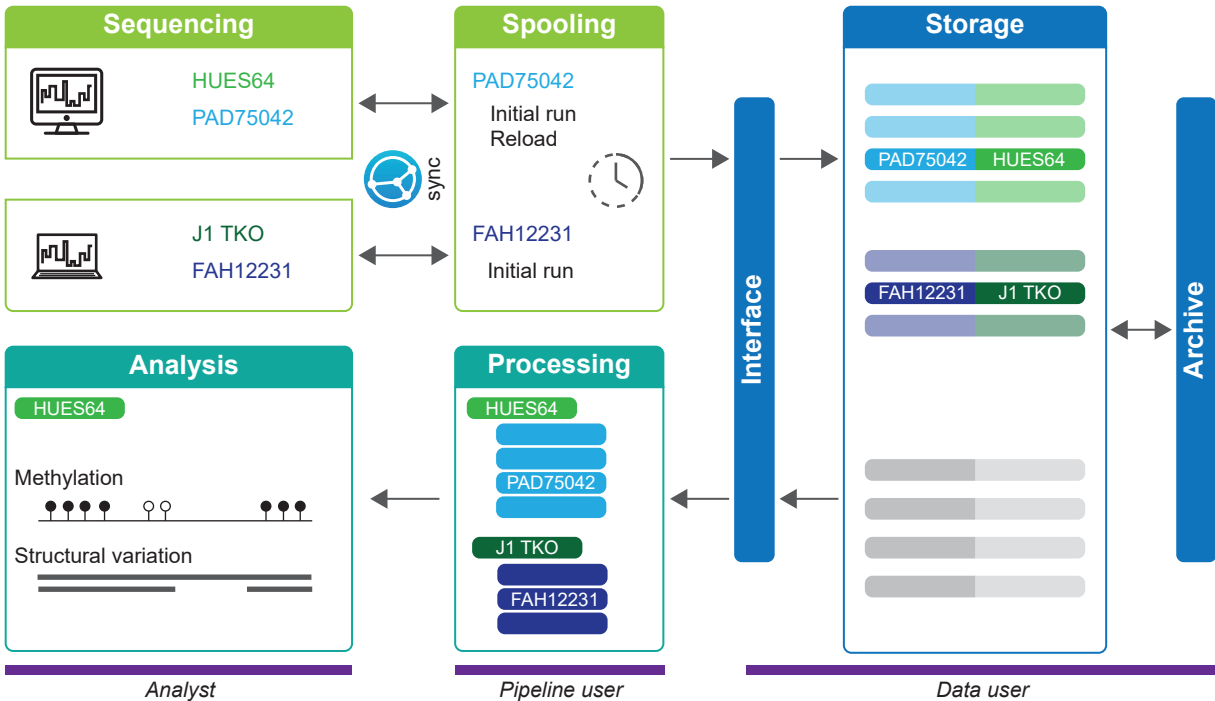 Sequencing
HUES64
PAD75042
J1 TKO
FAH12231
sync
Spooling
PAD75042
Initial run
Reload
FAH12231
Initial run
Interface
Storage
PAD75042 HUES64
FAH12231 J1 TKO
Archive
Analysis
HUES64
Methylation
Structural variation
Processing
HUES64
PAD75042
J1 TKO
FAH12231
Analyst
Pipeline user
Data user